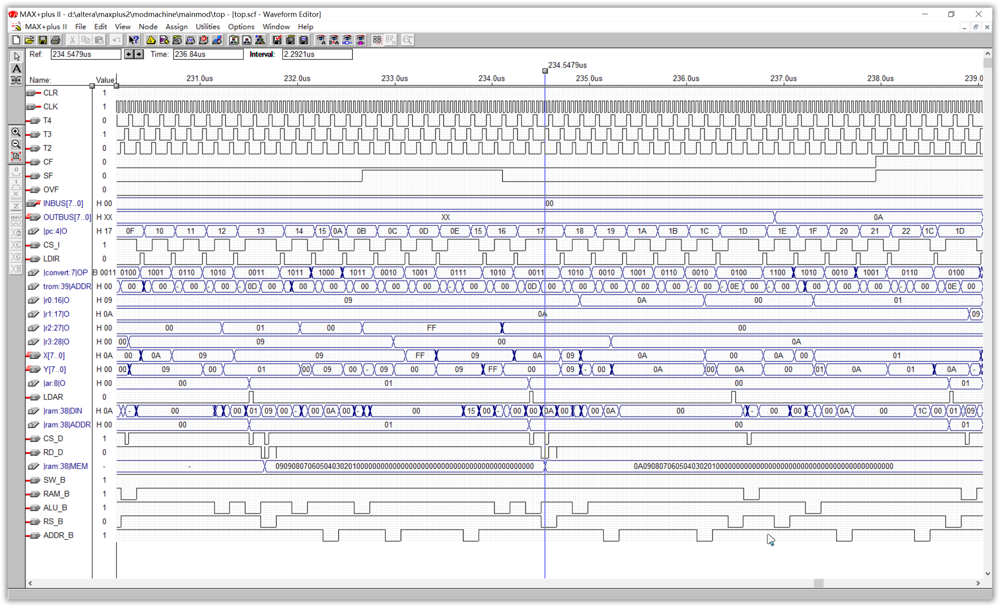 MAX+plus II - d:\altera\maxplus2\modmachine\mainmod\top - [top.scf - Waveform Editor]
MAX+plus II File Edit View Node Assign Utilities Options Window Help
Ref: 234.5479us Time: 236.84us Interval: 2.2921us
234.5479us
Name: Value: 231.0us 232.0us 233.0us 234.0us 235.0us 236.0us 237.0us 238.0us 239.0
CLR 1
CLK 1
T4 0
T3 1
T2 0
CF 0
SF 0
OVF 0
INBUS[7..0] H 00 00
OUTBUS[7..0] H XX XX 0A
|pc:4|O H 17 0F 10 11 12 13 14 15 0A 0B 0C 0D 0E 15 16 17 18 19 1A 1B 1C 1D 1E 1F 20 21 22 1C 1D
CS_I 1
LDIR 0
|convert:7|OP B 0011 0100 1001 0110 1010 0011 1011 1000 1011 0010 1001 0111 1010 0011 1010 0010 1001 0110 0010 0100 1100 1010 0010 1001 0110 0100
trom:39|ADDR H 00 00 00 - 00 - 00 - 0D 00 00 00 00 00 00 - 00 00 0D 00 00 00 00 00 - 00 - 0E 00 - 00 00 00 00 - 00 0E 00
|r0:16|O H 09 09 0A 00 01
|r1:17|O H 0A 0A 09
|r2:27|O H 00 00 01 00 FF 00
|r3:28|O H 00 00 09 00 0A
X[7..0] H 0A 00 0A 09 09 FF 09 0A 09 0A 00 0A 00 01
Y[7..0] H 00 00 09 00 01 00 09 00 - 09 00 09 FF 00 09 - 00 0A 00 0A 00 01 0A 01 0A -
|ar:8|O H 00 00 01 00 01
LDAR 0
|ram:38|DIN H 0A - 00 00 01 09 00 - 00 0A 00 - 00 15 00 - 00 00 0A 00 00 0A 00 - 00 00 - 00 0A 00 1C 00 01 09
|ram:38|ADDR H 00 00 01 00 01
CS_D 1
RD_D 0
|ram:38|MEM - -
SW_B 1
RAM_B 1
ALU_B 1
RS_B 0
ADDR_B 1